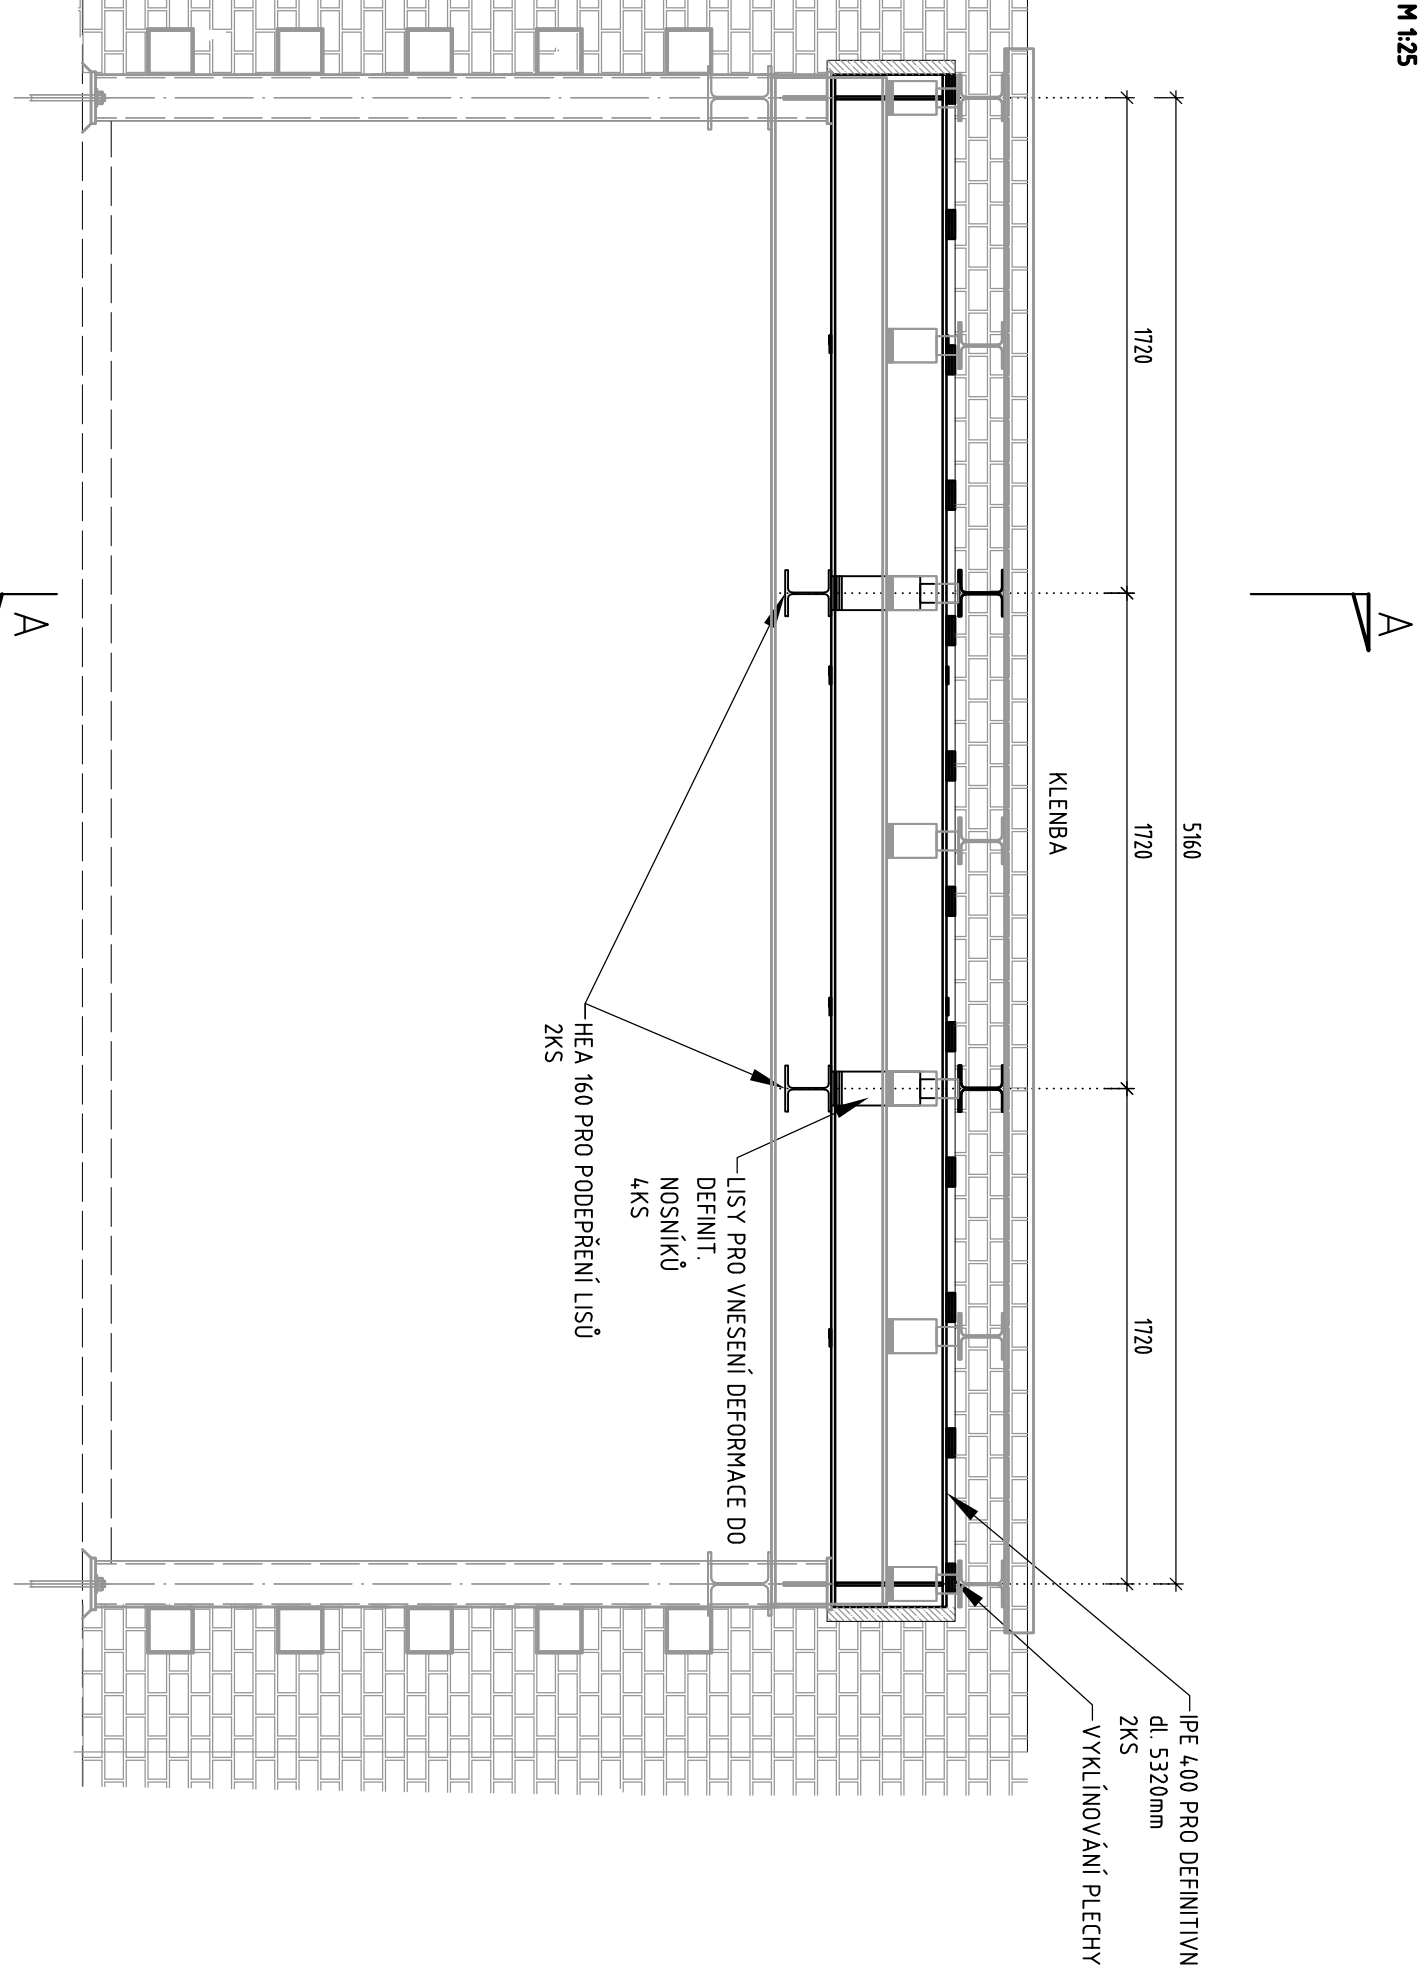 M 1:25
A
A
5160
1720
1720
1720
KLENBA
IPE 400 PRO DEFINITIVN
dl. 5320mm
2KS
VYKLÍNOVÁNÍ PLECHY
LISY PRO VNESENÍ DEFORMACE DO
DEFINIT.
NOSNÍKŮ
4KS
HEA 160 PRO PODEPŘENÍ LISŮ
2KS